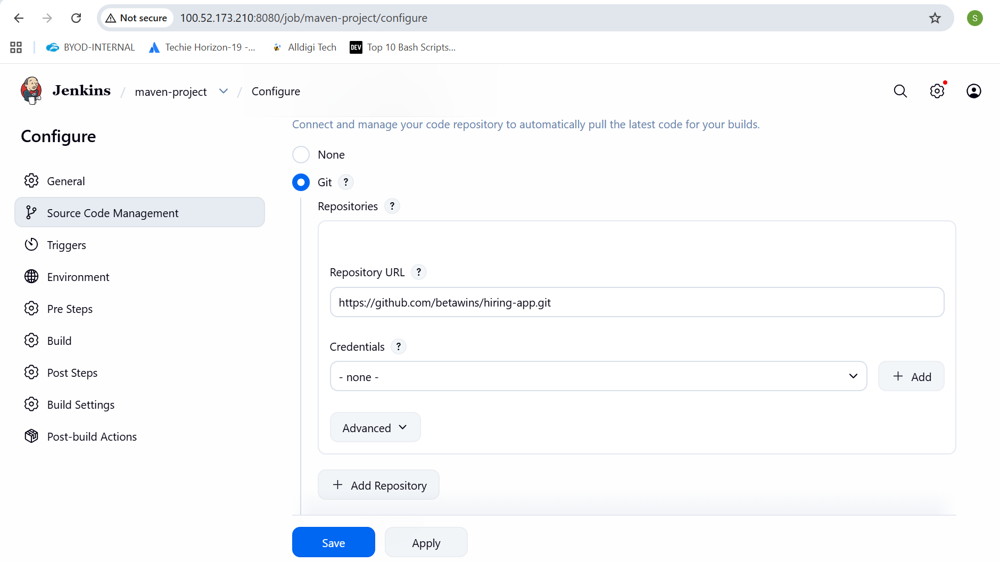 Not secure 100.52.173.210:8080/job/maven-project/configure S
BYOD-INTERNAL Techie Horizon-19 -... Alldigi Tech DEV Top 10 Bash Scripts...
Jenkins / maven-project / Configure
Connect and manage your code repository to automatically pull the latest code for your builds.
Configure
None
General
Git ?
Repositories ?
Source Code Management
Triggers
Repository URL ?
Environment
https://github.com/betawins/hiring-app.git
Pre Steps
Build
Credentials ?
Post Steps
- none -
+ Add
Build Settings
Advanced
Post-build Actions
+ Add Repository
Save
Apply